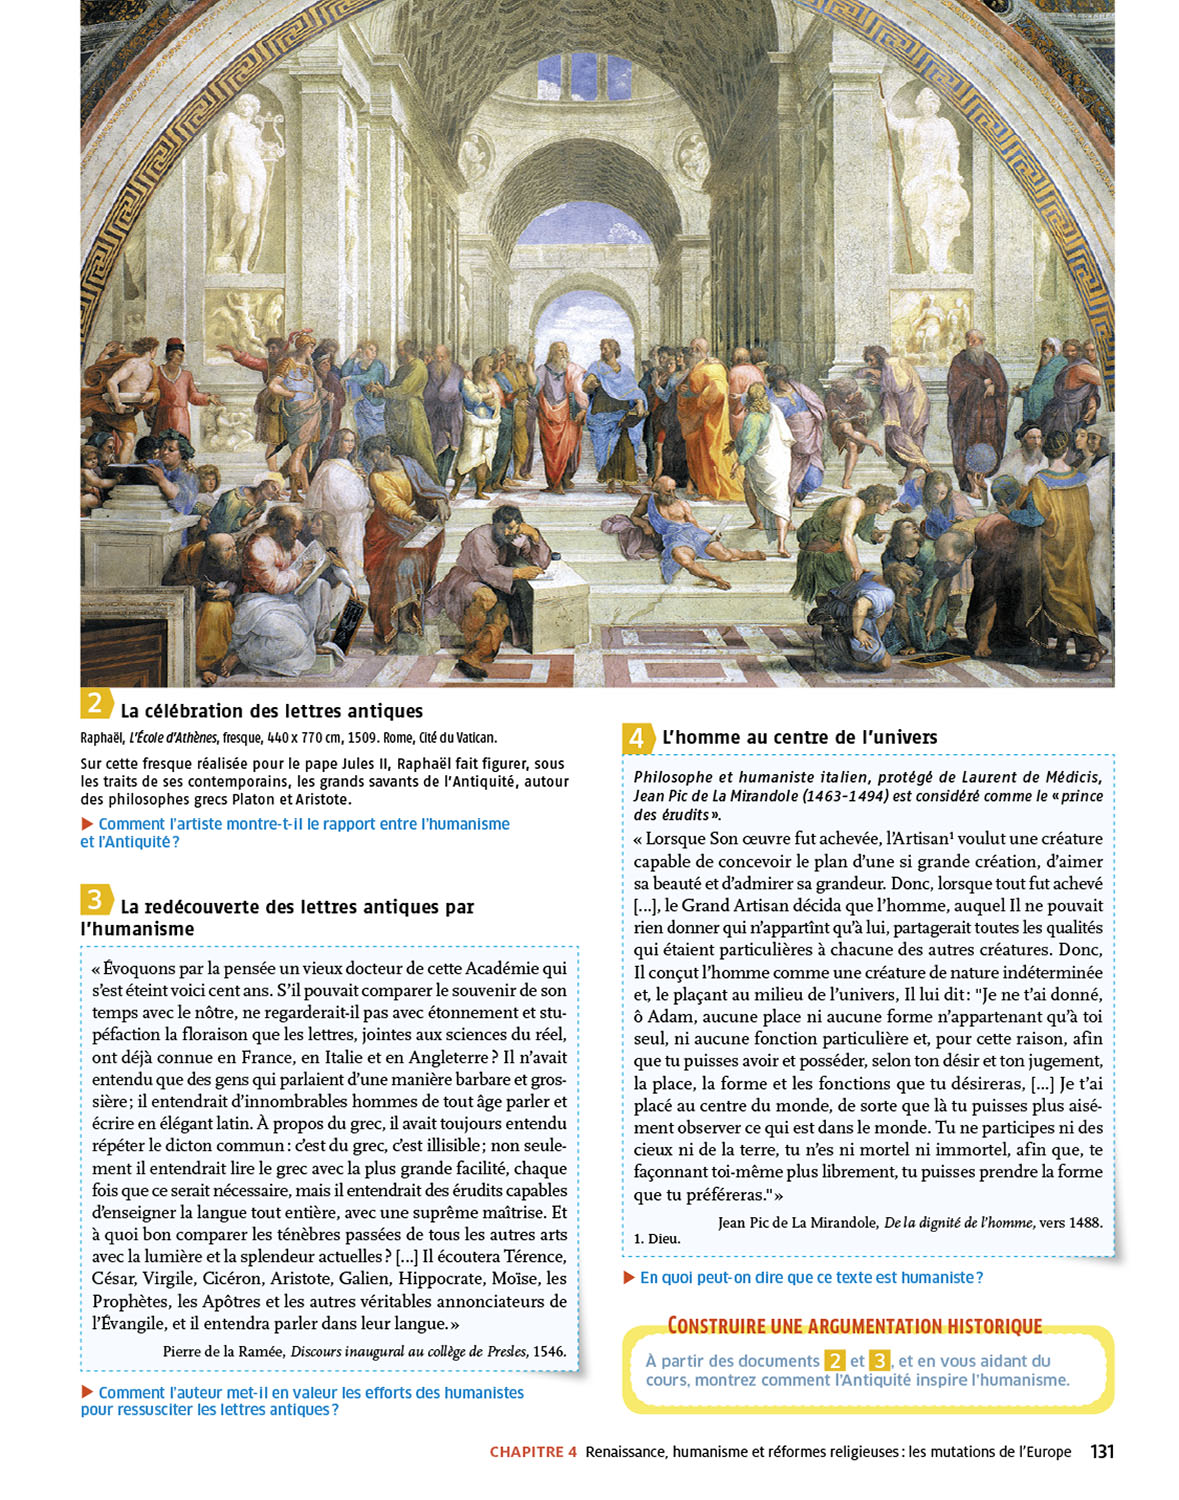 2 La célébration des lettres antiques
Raphaël, L'École d'Athènes, fresque, 440 x 770 cm, 1509. Rome, Cité du Vatican.
Sur cette fresque réalisée pour le pape Jules II, Raphaël fait figurer, sous
les traits de ses contemporains, les grands savants de l'Antiquité, autour
des philosophes grecs Platon et Aristote.
▶ Comment l'artiste montre-t-il le rapport entre l'humanisme
et l'Antiquité ?
3 La redécouverte des lettres antiques par
l'humanisme
« Évoquons par la pensée un vieux docteur de cette Académie qui
s'est éteint voici cent ans. S'il pouvait comparer le souvenir de son
temps avec le nôtre, ne regarderait-il pas avec étonnement et stu-
péfaction la floraison que les lettres, jointes aux sciences du réel,
ont déjà connue en France, en Italie et en Angleterre ? Il n'avait
entendu que des gens qui parlaient d'une manière barbare et gros-
sière ; il entendrait d'innombrables hommes de tout âge parler et
écrire en élégant latin. À propos du grec, il avait toujours entendu
répéter le dicton commun : c'est du grec, c'est illisible ; non seule-
ment il entendrait lire le grec avec la plus grande facilité, chaque
fois que ce serait nécessaire, mais il entendrait des érudits capables
d'enseigner la langue tout entière, avec une suprême maîtrise. Et
à quoi bon comparer les ténèbres passées de tous les autres arts
avec la lumière et la splendeur actuelles ? [...] Il écoutera Térence,
César, Virgile, Cicéron, Aristote, Galien, Hippocrate, Moïse, les
Prophètes, les Apôtres et les autres véritables annonciateurs de
l'Évangile, et il entendra parler dans leur langue. »
Pierre de la Ramée, Discours inaugural au collège de Presles, 1546.
▶ Comment l'auteur met-il en valeur les efforts des humanistes
pour ressusciter les lettres antiques ?
4 L'homme au centre de l'univers
Philosophe et humaniste italien, protégé de Laurent de Médicis,
Jean Pic de La Mirandole (1463-1494) est considéré comme le « prince
des érudits ».
« Lorsque Son œuvre fut achevée, l'Artisan¹ voulut une créature
capable de concevoir le plan d'une si grande création, d'aimer
sa beauté et d'admirer sa grandeur. Donc, lorsque tout fut achevé
[...], le Grand Artisan décida que l'homme, auquel Il ne pouvait
rien donner qui n'appartînt qu'à lui, partagerait toutes les qualités
qui étaient particulières à chacune des autres créatures. Donc,
Il conçut l'homme comme une créature de nature indéterminée
et, le plaçant au milieu de l'univers, Il lui dit : "Je ne t'ai donné,
ô Adam, aucune place ni aucune forme n'appartenant qu'à toi
seul, ni aucune fonction particulière et, pour cette raison, afin
que tu puisses avoir et posséder, selon ton désir et ton jugement,
la place, la forme et les fonctions que tu désireras, [...] Je t'ai
placé au centre du monde, de sorte que là tu puisses plus aisé-
ment observer ce qui est dans le monde. Tu ne participes ni des
cieux ni de la terre, tu n'es ni mortel ni immortel, afin que, te
façonnant toi-même plus librement, tu puisses prendre la forme
que tu préféreras." »
Jean Pic de La Mirandole, De la dignité de l'homme, vers 1488.
1. Dieu.
▶ En quoi peut-on dire que ce texte est humaniste ?
CONSTRUIRE UNE ARGUMENTATION HISTORIQUE
À partir des documents 2 et 3, et en vous aidant du
cours, montrez comment l'Antiquité inspire l'humanisme.
CHAPITRE 4 Renaissance, humanisme et réformes religieuses : les mutations de l'Europe 131